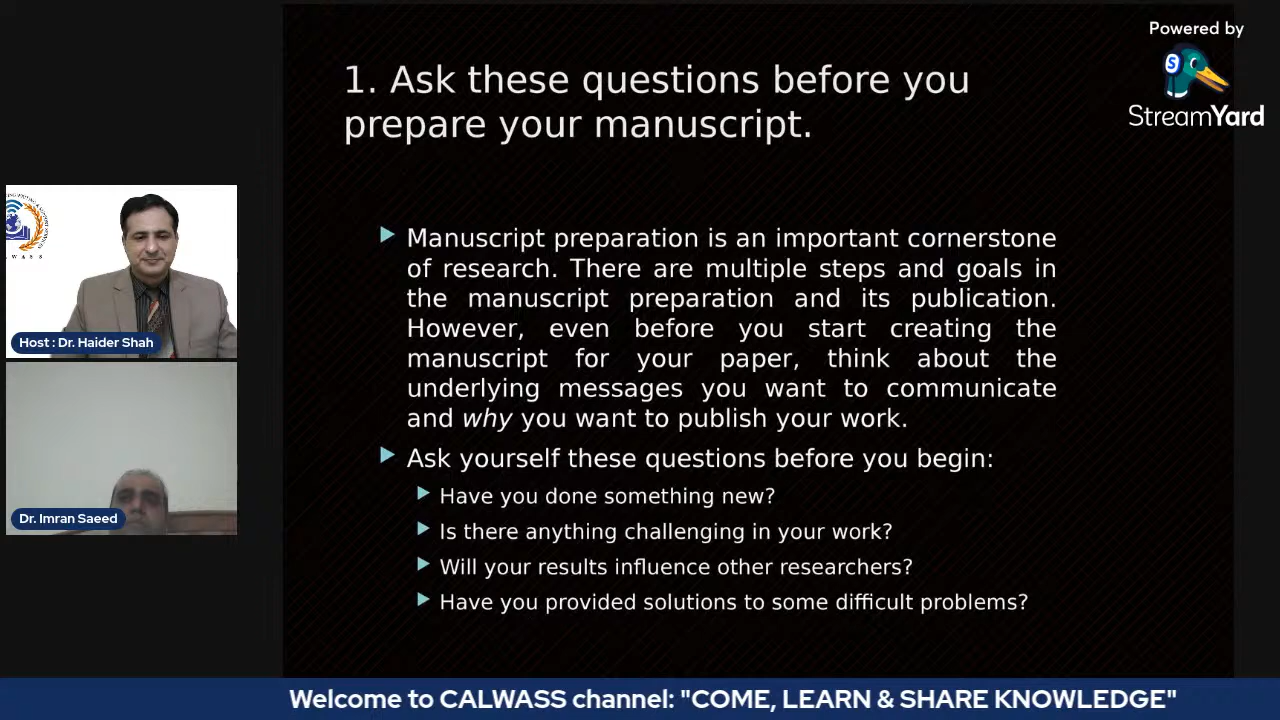 Powered by
StreamYard
1. Ask these questions before you
prepare your manuscript.
Manuscript preparation is an important cornerstone
of research. There are multiple steps and goals in
the manuscript preparation and its publication.
However, even before you start creating the
manuscript for your paper, think about the
underlying messages you want to communicate
and why you want to publish your work.
Ask yourself these questions before you begin:
Have you done something new?
Is there anything challenging in your work?
Will your results influence other researchers?
Have you provided solutions to some difficult problems?
Host : Dr. Haider Shah
Dr. Imran Saeed
Welcome to CALWASS channel: "COME, LEARN & SHARE KNOWLEDGE"